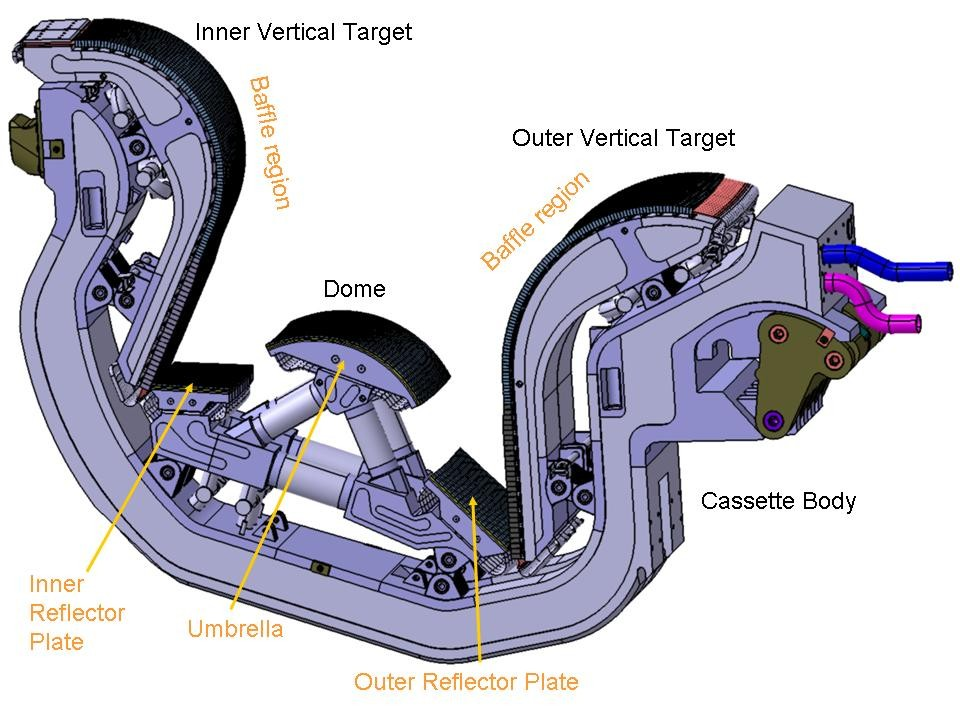 Inner Vertical Target
Baffle region
Outer Vertical Target
Baffle region
Dome
Cassette Body
Inner
Reflector
Plate
Umbrella
Outer Reflector Plate